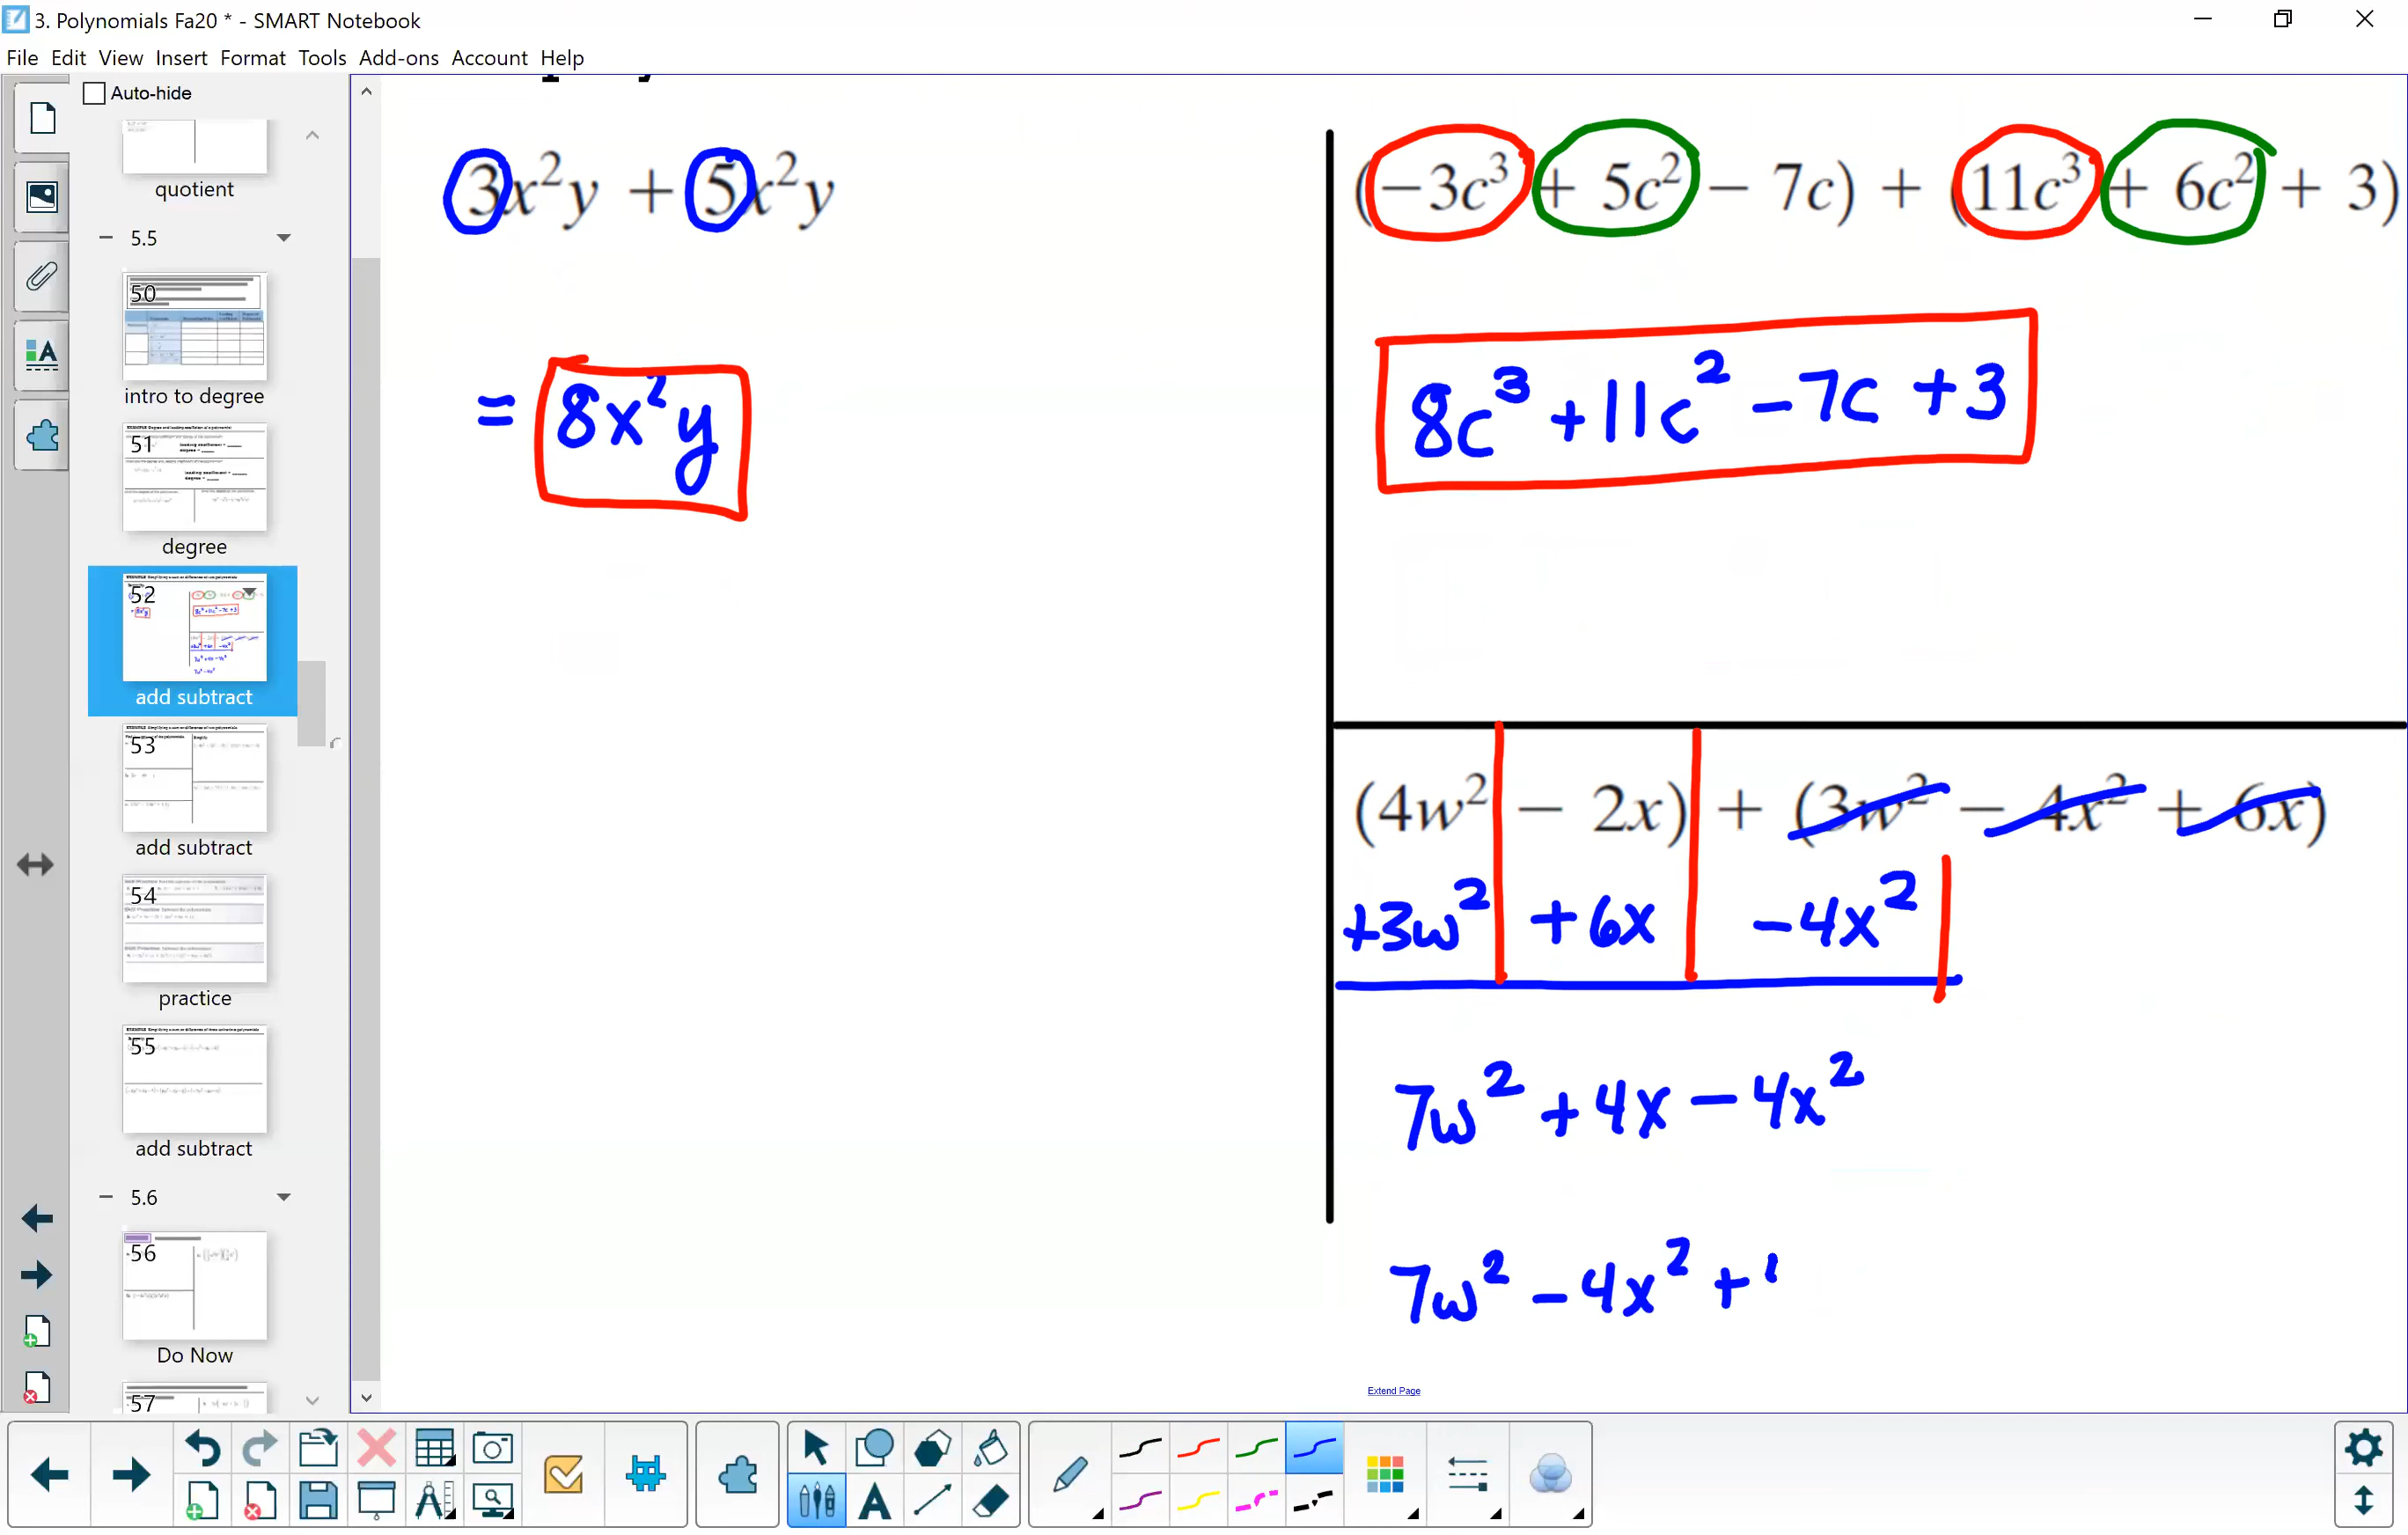 3. Polynomials Fa20 * - SMART Notebook
File Edit View Insert Format Tools Add-ons Account Help
Auto-hide
quotient
5.5
50
intro to degree
51
degree
52
add subtract
53
add subtract
54
practice
55
add subtract
5.6
56
Do Now
57
3x²y + 5x²y
= 8x²y
(−3c³ + 5c² − 7c) + (11c³ + 6c² + 3)
8c³ + 11c² − 7c + 3
(4w² − 2x) + (3w² − 4x² + 6x)
+3w² + 6x − 4x²
7w² + 4x − 4x²
7w² − 4x² +
Extend Page